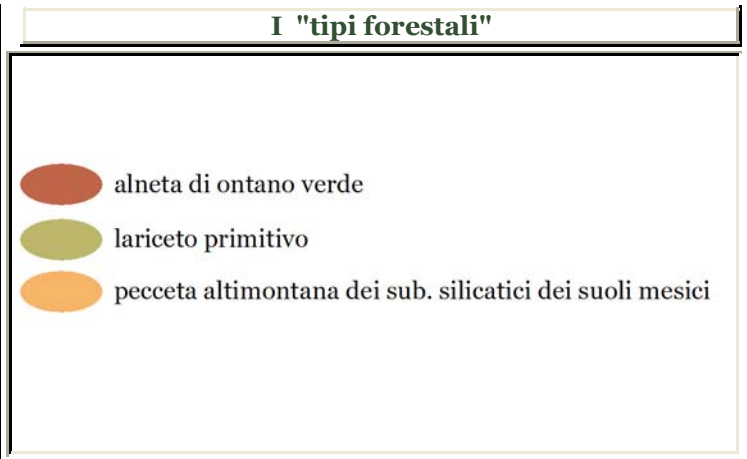 I "tipi forestali"
alneta di ontano verde
lariceto primitivo
pecceta altimontana dei sub. silicatici dei suoli mesici